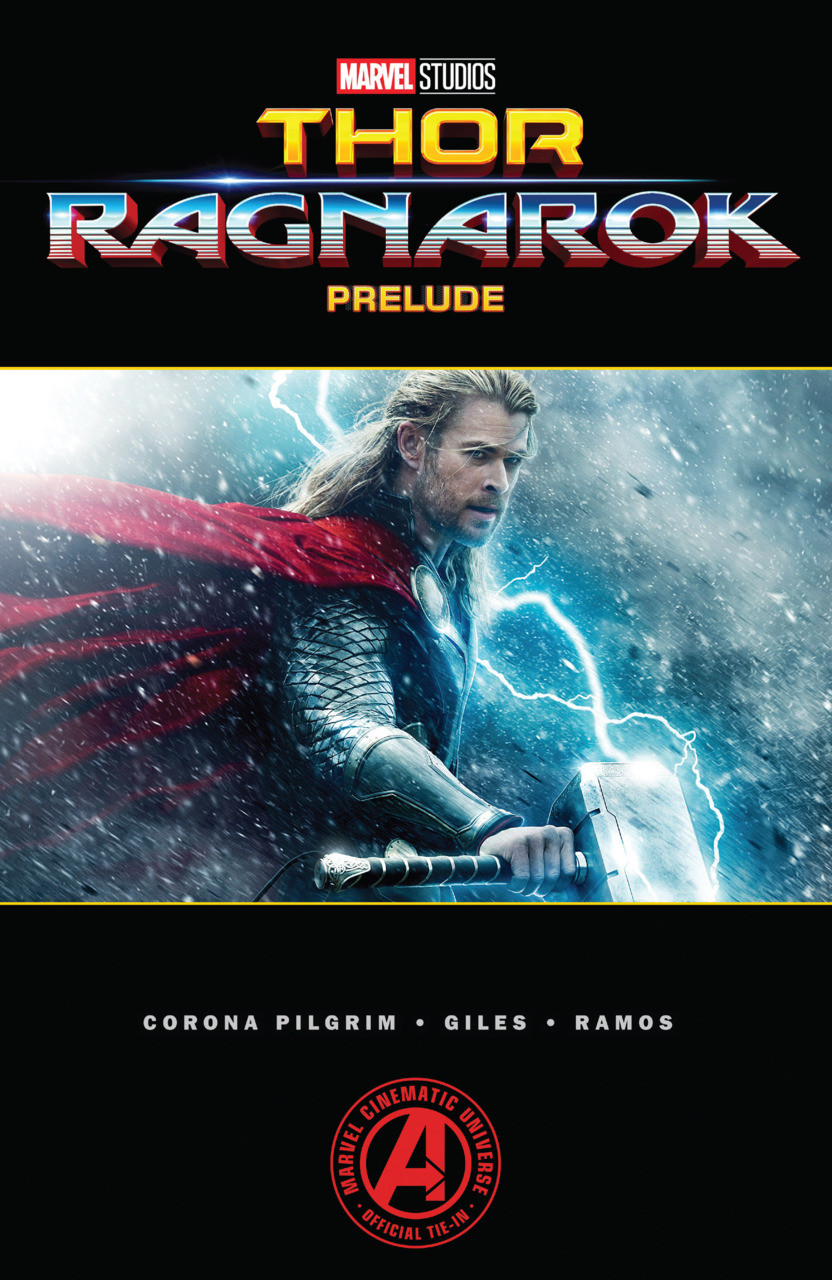 MARVEL STUDIOS
THOR
RAGNAROK
PRELUDE
CORONA PILGRIM • GILES • RAMOS
MARVEL CINEMATIC UNIVERSE
A
• OFFICIAL TIE-IN •